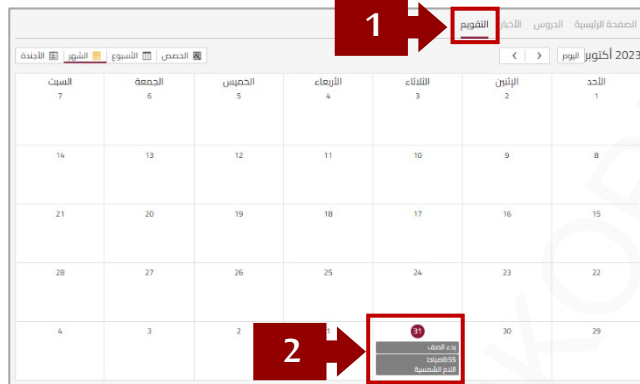 الصفحة الرئيسية الدروس الأخبار التقويم
1
2023 أكتوبر اليوم
الحصص الأسبوع الشهر الأجندة
الأحد الإثنين الثلاثاء الأربعاء الخميس الجمعة السبت
1 2 3 4 5 6 7
8 9 10 11 12 13 14
15 16 17 18 19 20 21
22 23 24 25 26 27 28
29 30 31 1 2 3 4
2
بدء الصف
8:55صباحا
اللام الشمسية